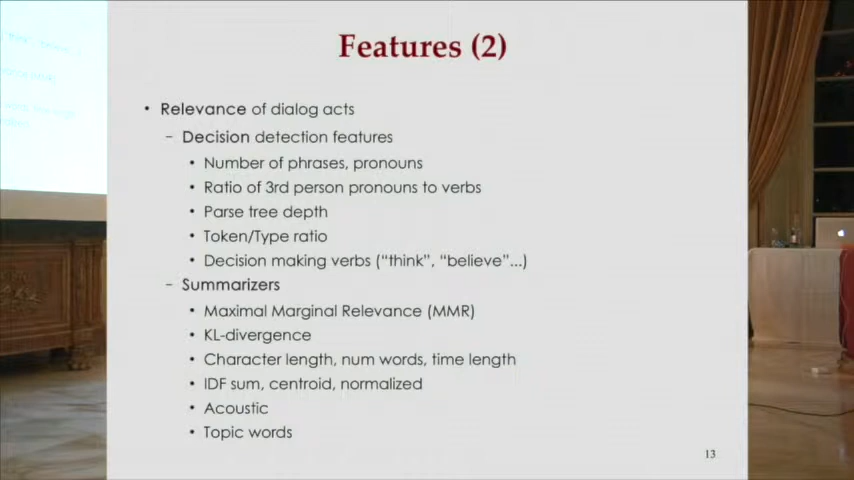 Features (2)
• Relevance of dialog acts
– Decision detection features
• Number of phrases, pronouns
• Ratio of 3rd person pronouns to verbs
• Parse tree depth
• Token/Type ratio
• Decision making verbs (“think”, “believe”...)
– Summarizers
• Maximal Marginal Relevance (MMR)
• KL-divergence
• Character length, num words, time length
• IDF sum, centroid, normalized
• Acoustic
• Topic words
13